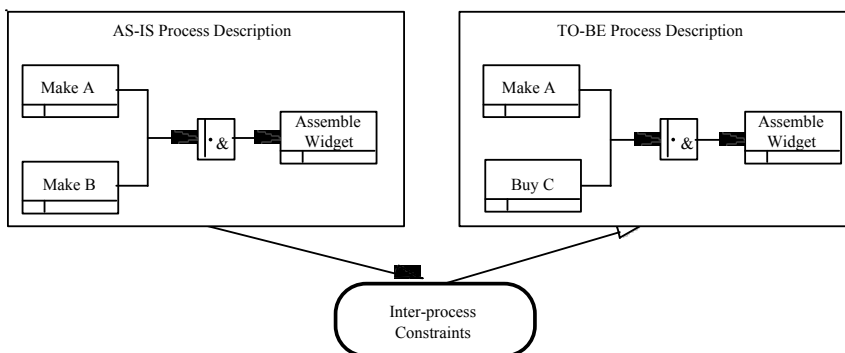 AS-IS Process Description
Make A
Make B
&
Assemble
Widget
TO-BE Process Description
Make A
Buy C
&
Assemble
Widget
Inter-process
Constraints